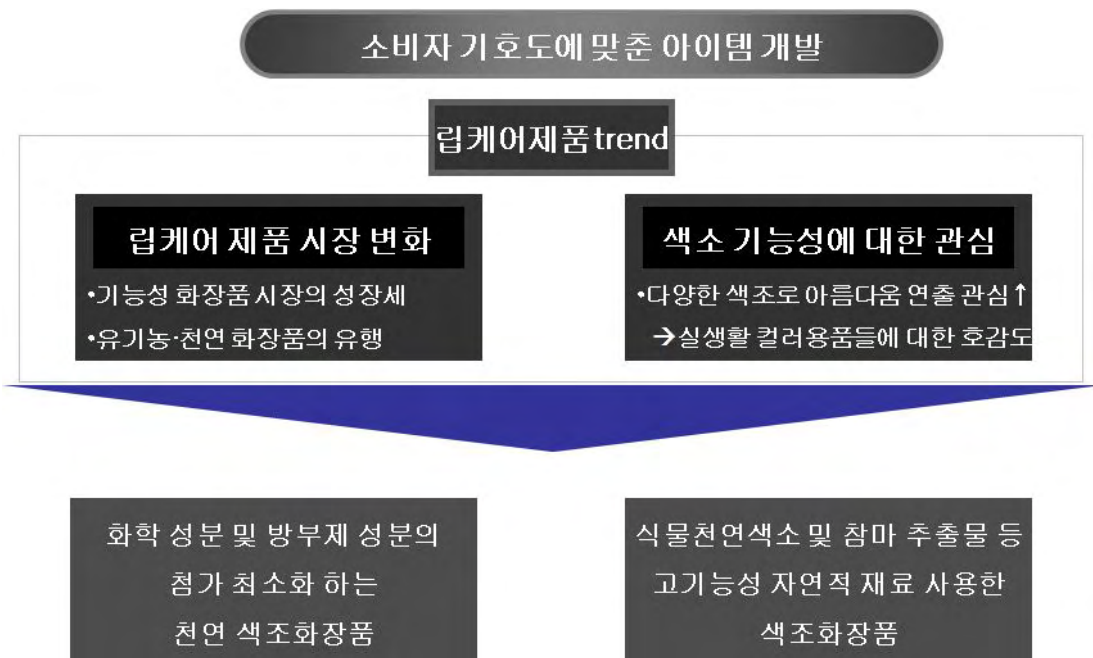 소비자 기호도에 맞춘 아이템 개발
립케어제품 trend
립케어 제품 시장 변화
•기능성 화장품 시장의 성장세
•유기농·천연 화장품의 유행
색소 기능성에 대한 관심
•다양한 색조로 아름다움 연출 관심↑
→실생활 컬러용품들에 대한 호감도
화학 성분 및 방부제 성분의
첨가 최소화 하는
천연 색조화장품
식물천연색소 및 참마 추출물 등
고기능성 자연적 재료 사용한
색조화장품